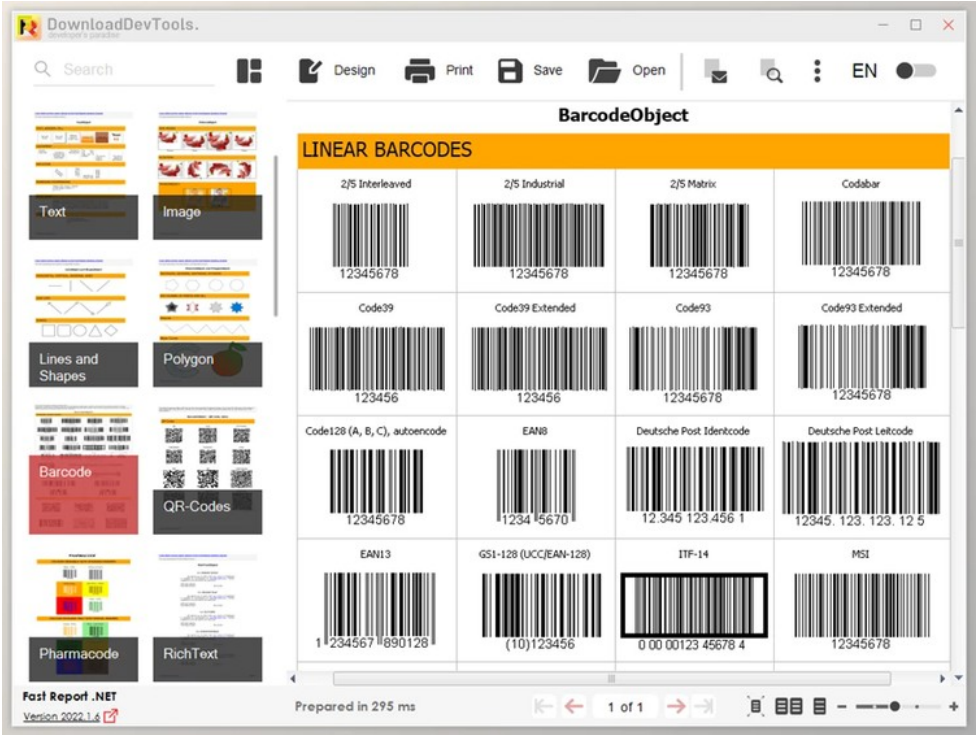 DownloadDevTools.
developer's paradise
Search
Design
Print
Save
Open
EN
Text
Image
Lines and
Shapes
Polygon
Barcode
QR-Codes
Pharmacode
RichText
BarcodeObject
LINEAR BARCODES
2/5 Interleaved
2/5 Industrial
2/5 Matrix
Codabar
12345678
12345678
12345678
12345678
Code39
Code39 Extended
Code93
Code93 Extended
123456
123456
123456
123456
Code128 (A, B, C), autoencode
EAN8
Deutsche Post Identcode
Deutsche Post Leitcode
12345678
1234 5670
12.345 123.456 1
12345. 123. 123. 12 5
EAN13
GS1-128 (UCC/EAN-128)
ITF-14
MSI
1 234567 890128
(10)123456
0 00 00123 45678 4
12345678
Fast Report .NET
Version 2022.1.6
Prepared in 295 ms
1 of 1